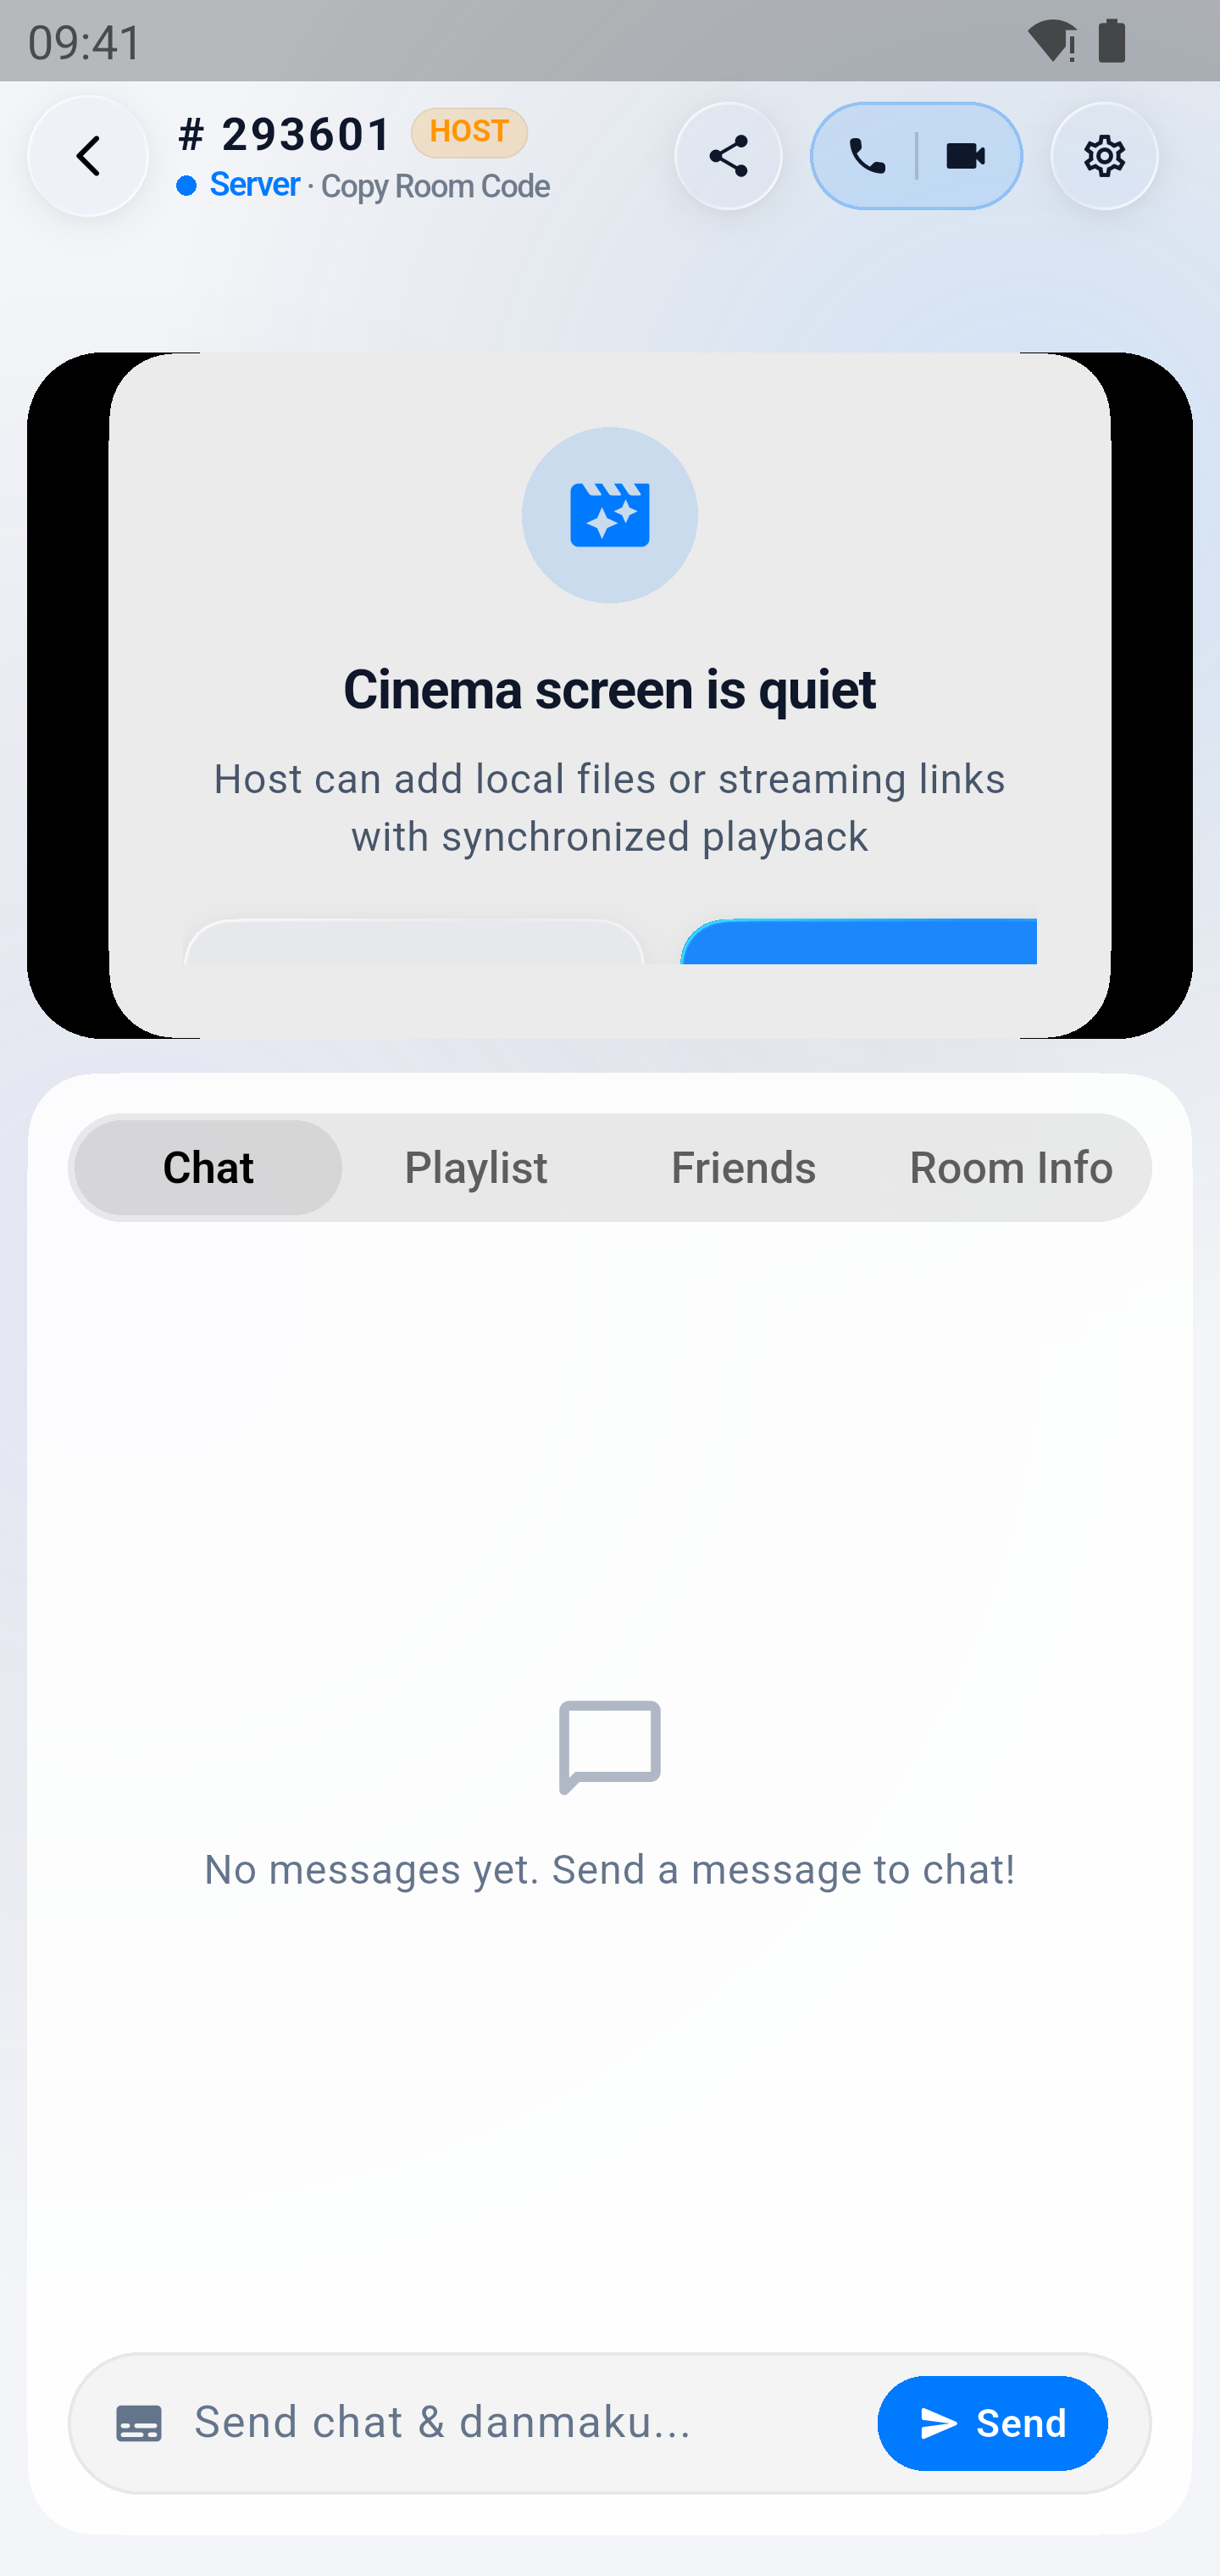 09:41
# 293601 HOST
Server · Copy Room Code
Cinema screen is quiet
Host can add local files or streaming links
with synchronized playback
Chat Playlist Friends Room Info
No messages yet. Send a message to chat!
Send chat & danmaku... Send